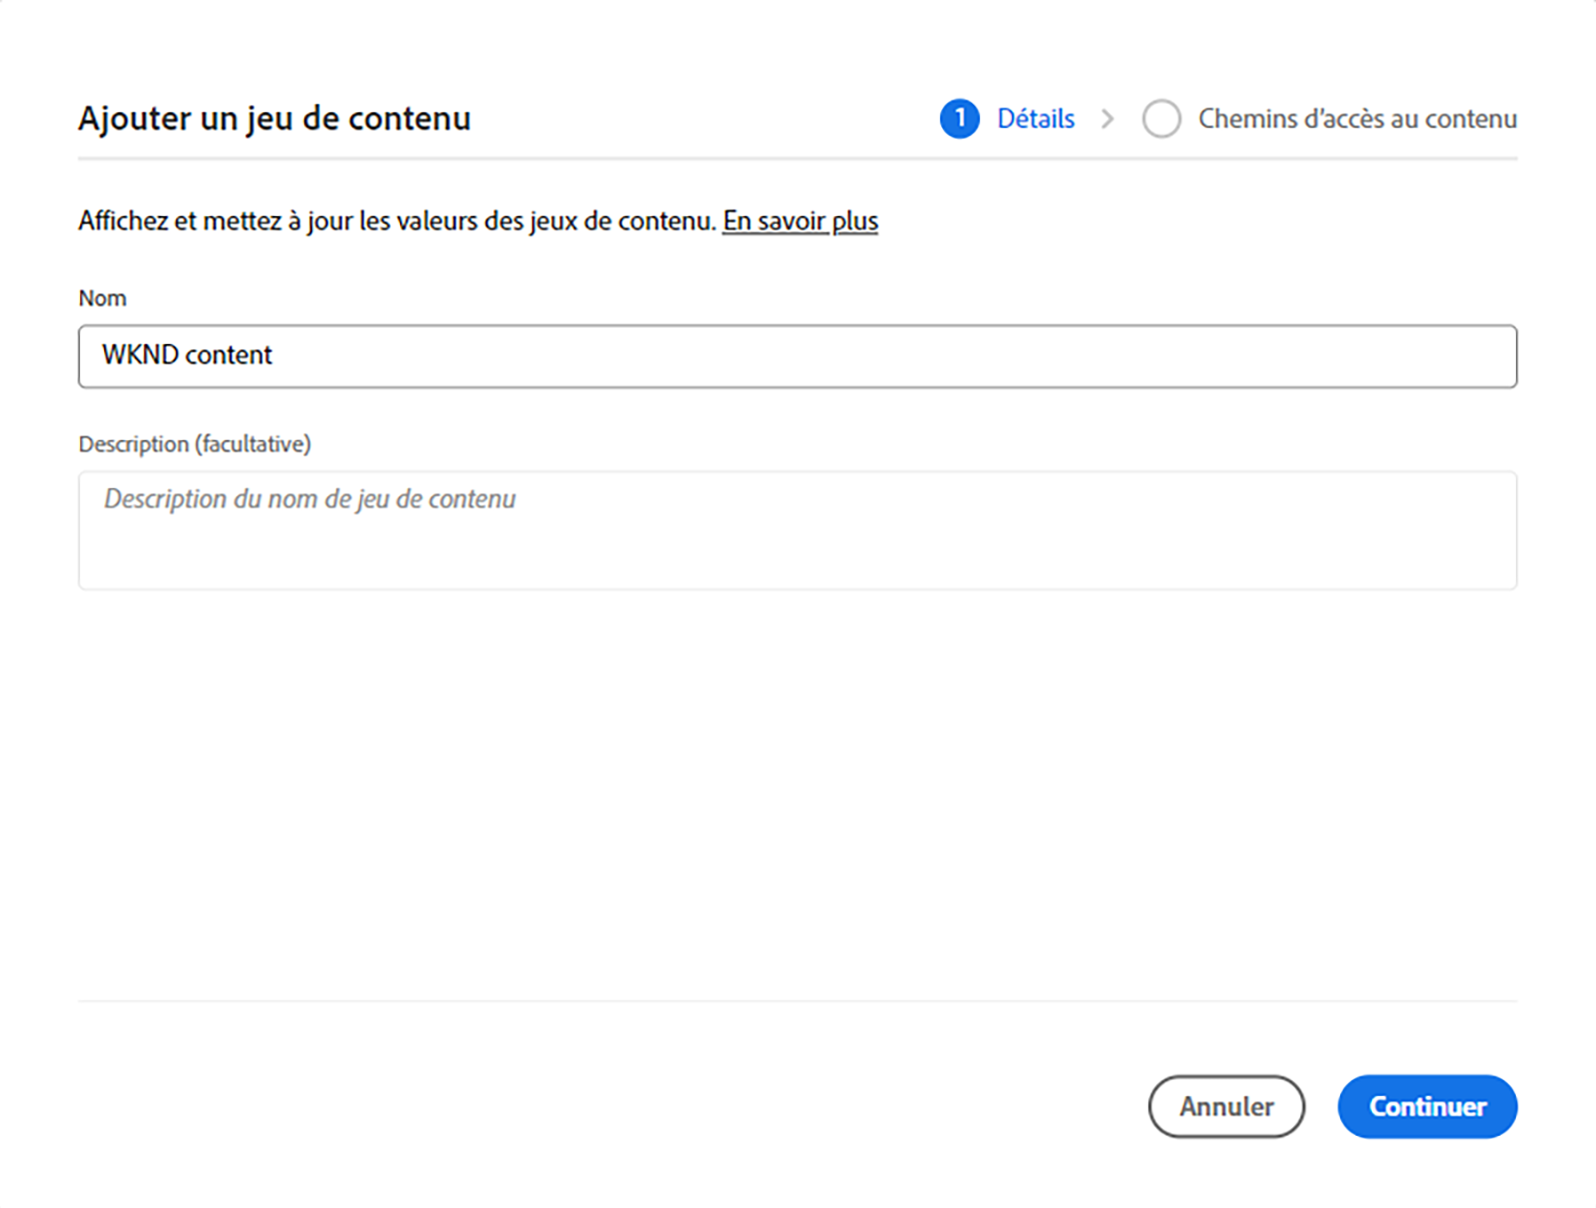 Ajouter un jeu de contenu
1 Détails > Chemins d’accès au contenu
Affichez et mettez à jour les valeurs des jeux de contenu. En savoir plus
Nom
WKND content
Description (facultative)
Description du nom de jeu de contenu
Annuler Continuer